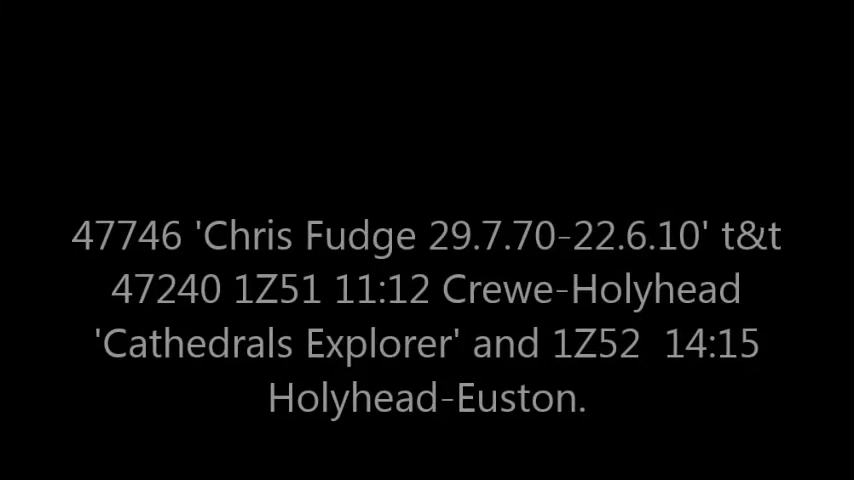 47746 'Chris Fudge 29.7.70-22.6.10' t&t
47240 1Z51 11:12 Crewe-Holyhead
'Cathedrals Explorer' and 1Z52  14:15
Holyhead-Euston.